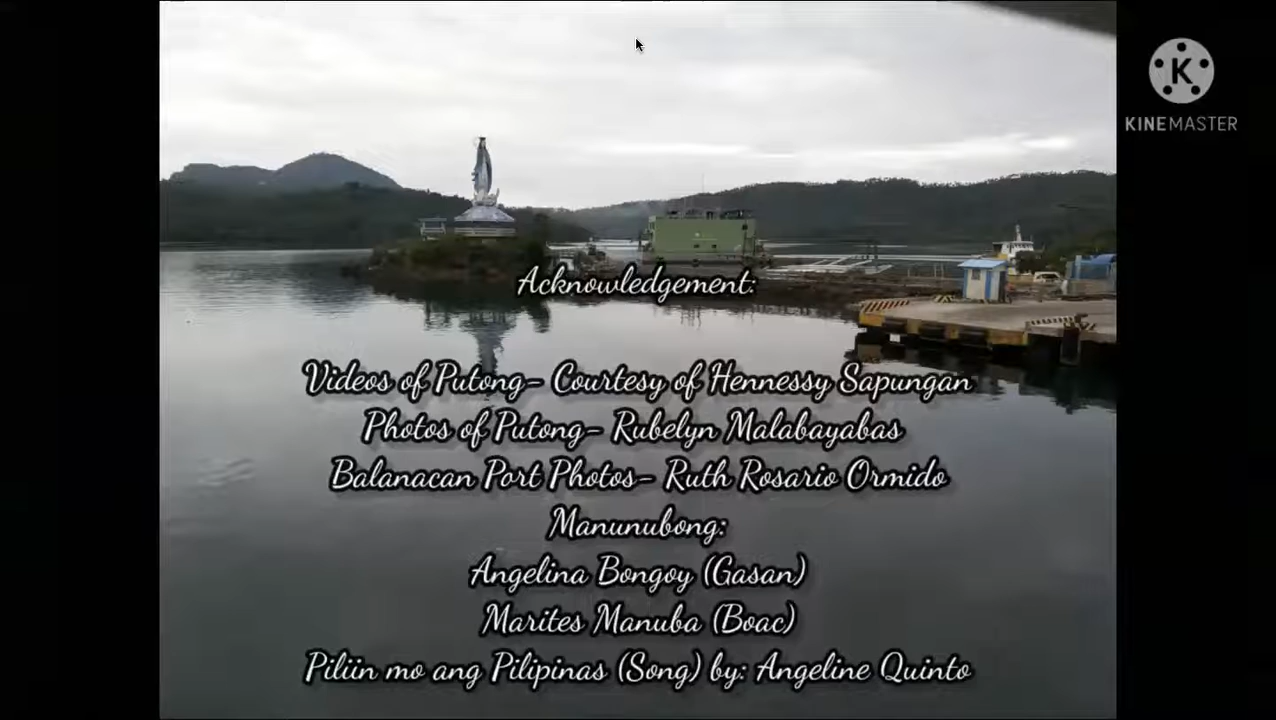 KINEMASTER
Acknowledgement:
Videos of Putong- Courtesy of Hennessy Sapungan
Photos of Putong- Rubelyn Malabayabas
Balanacan Port Photos- Ruth Rosario Ormido
Manunubong:
Angelina Bongoy (Gasan)
Marites Manuba (Boac)
Piliin mo ang Pilipinas (Song) by: Angeline Quinto